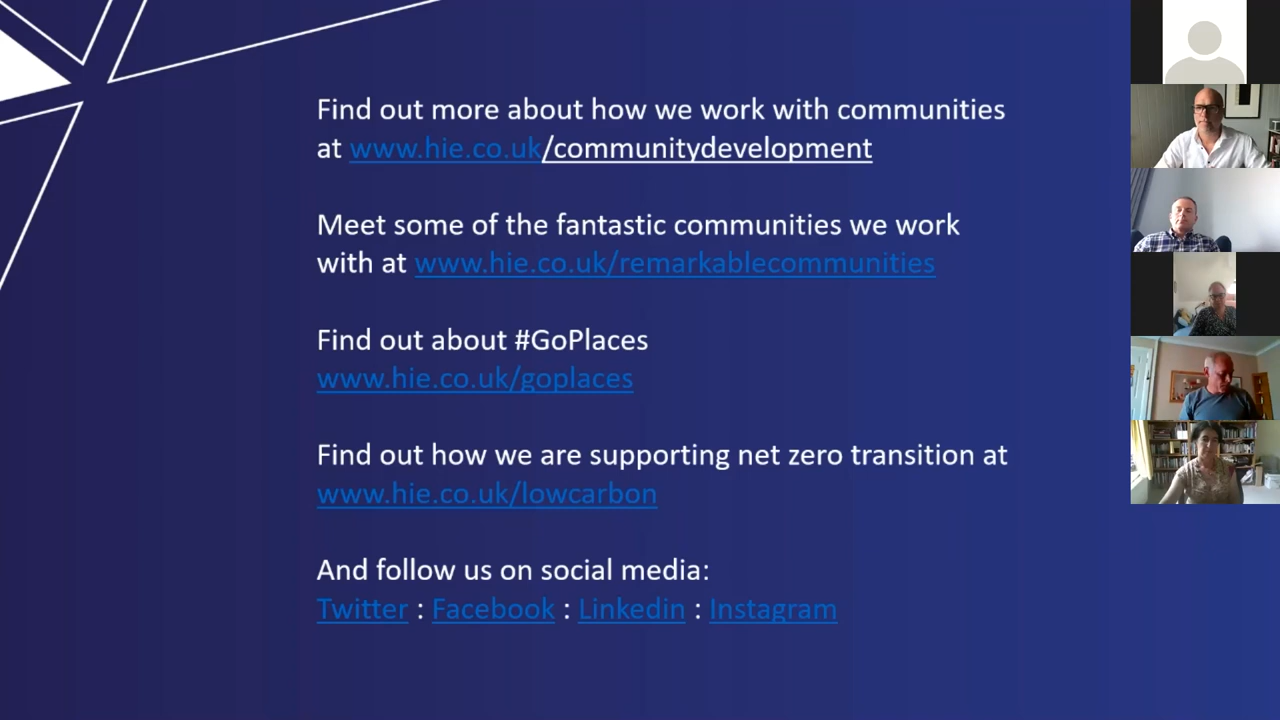 Find out more about how we work with communities
at www.hie.co.uk/communitydevelopment
Meet some of the fantastic communities we work
with at www.hie.co.uk/remarkablecommunities
Find out about #GoPlaces
www.hie.co.uk/goplaces
Find out how we are supporting net zero transition at
www.hie.co.uk/lowcarbon
And follow us on social media:
Twitter : Facebook : Linkedin : Instagram